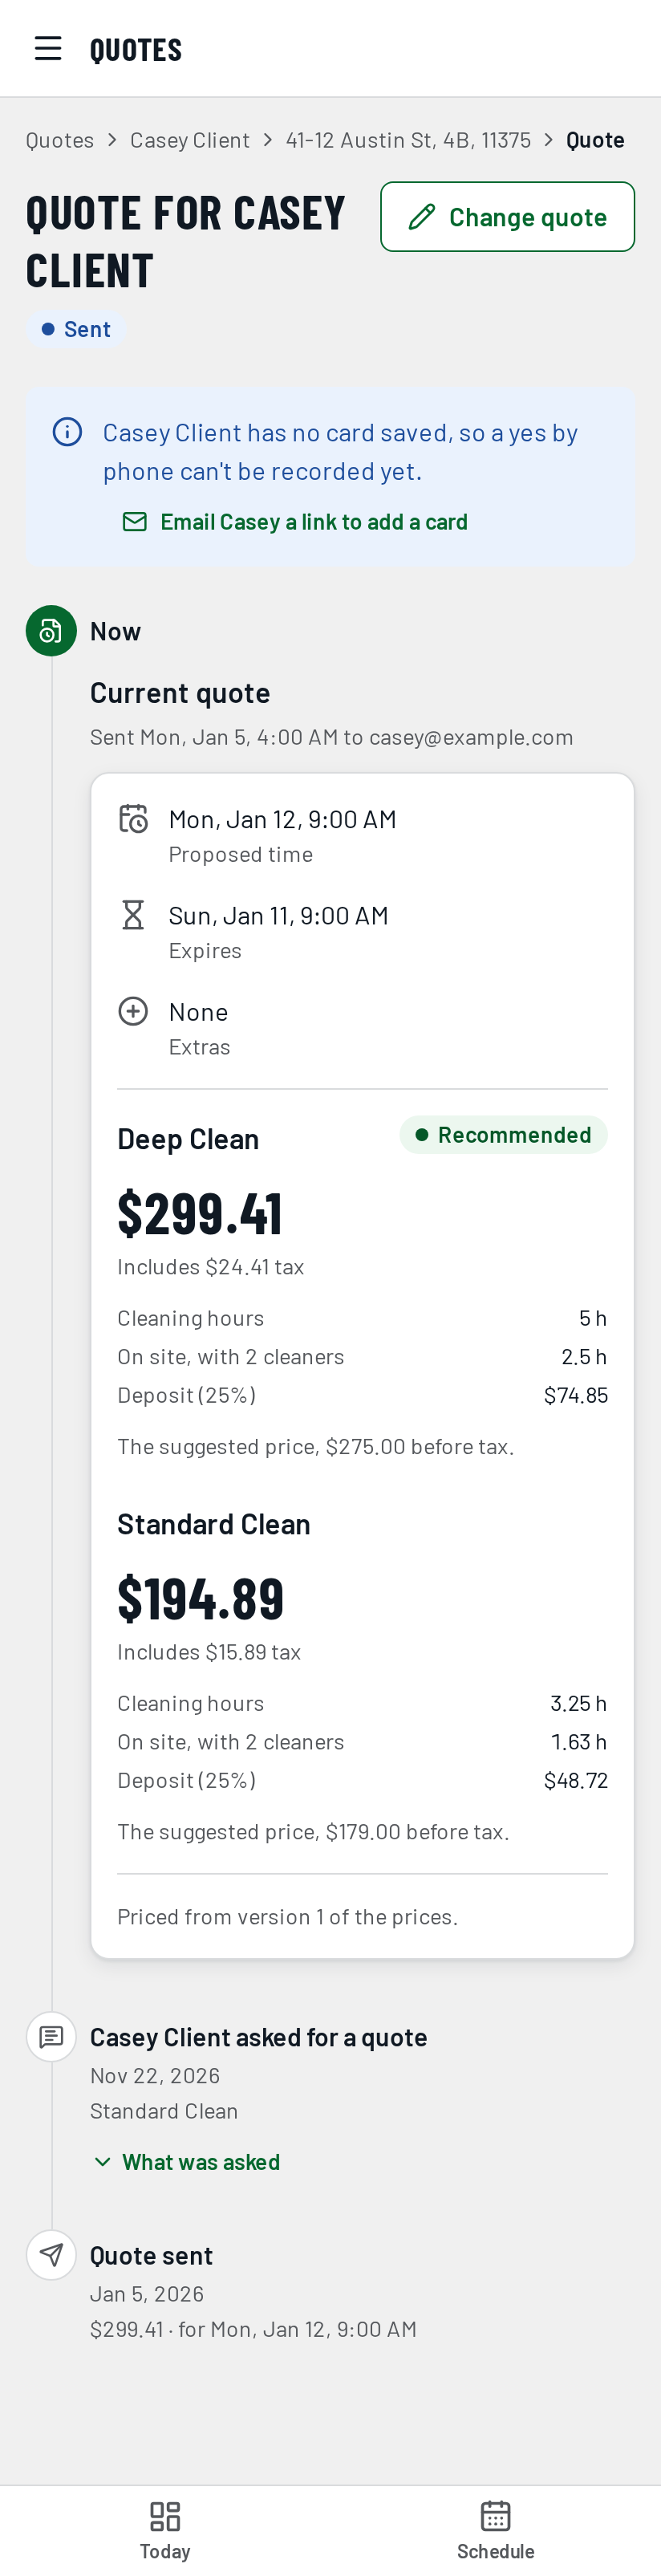 QUOTES
Quotes > Casey Client > 41-12 Austin St, 4B, 11375 > Quote
QUOTE FOR CASEY
CLIENT
Change quote
Sent
Casey Client has no card saved, so a yes by
phone can't be recorded yet.
Email Casey a link to add a card
Now
Current quote
Sent Mon, Jan 5, 4:00 AM to casey@example.com
Mon, Jan 12, 9:00 AM
Proposed time
Sun, Jan 11, 9:00 AM
Expires
None
Extras
Deep Clean
Recommended
$299.41
Includes $24.41 tax
Cleaning hours 5 h
On site, with 2 cleaners 2.5 h
Deposit (25%) $74.85
The suggested price, $275.00 before tax.
Standard Clean
$194.89
Includes $15.89 tax
Cleaning hours 3.25 h
On site, with 2 cleaners 1.63 h
Deposit (25%) $48.72
The suggested price, $179.00 before tax.
Priced from version 1 of the prices.
Casey Client asked for a quote
Nov 22, 2026
Standard Clean
What was asked
Quote sent
Jan 5, 2026
$299.41 · for Mon, Jan 12, 9:00 AM
Today
Schedule